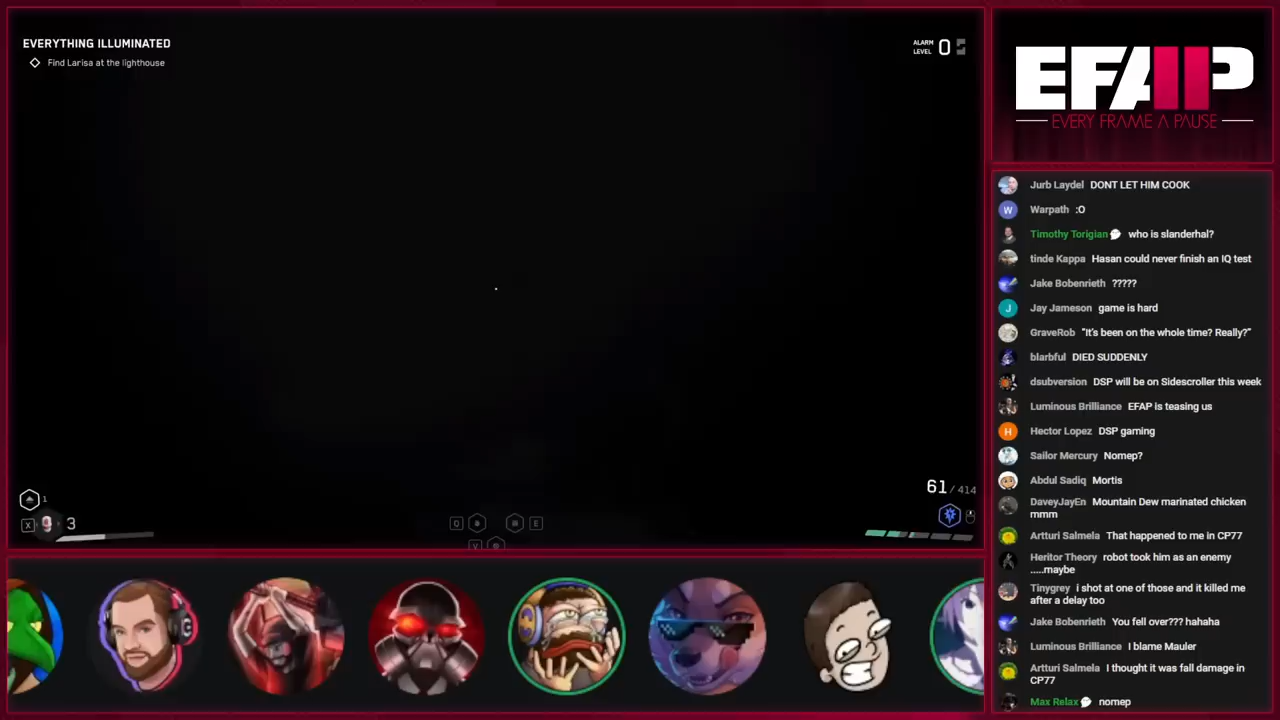 EVERYTHING ILLUMINATED
Find Larisa at the lighthouse
ALARM
LEVEL 0
1
X 3
Q E
V
61 / 414
EFAP
EVERY FRAME A PAUSE
Jurb Laydel DONT LET HIM COOK
W Warpath :O
Timothy Torigian who is slanderhal?
tinde Kappa Hasan could never finish an IQ test
Jake Bobenrieth ?????
J Jay Jameson game is hard
GraveRob "It's been on the whole time? Really?"
blarbful DIED SUDDENLY
dsubversion DSP will be on Sidescroller this week
Luminous Brilliance EFAP is teasing us
H Hector Lopez DSP gaming
Sailor Mercury Nomep?
Abdul Sadiq Mortis
DaveyJayEn Mountain Dew marinated chicken
mmm
Artturi Salmela That happened to me in CP77
Heritor Theory robot took him as an enemy
.....maybe
Tinygrey i shot at one of those and it killed me
after a delay too
Jake Bobenrieth You fell over??? hahaha
Luminous Brilliance I blame Mauler
Artturi Salmela I thought it was fall damage in
CP77
Max Relax nomep